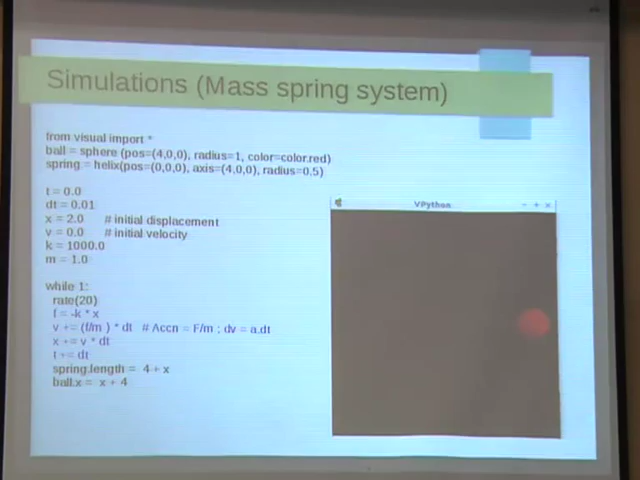 Simulations (Mass spring system)
from visual import *
ball = sphere (pos=(4,0,0), radius=1, color=color.red)
spring = helix(pos=(0,0,0), axis=(4,0,0), radius=0.5)
t = 0.0
dt = 0.01
x = 2.0 # initial displacement
v = 0.0 # initial velocity
k = 1000.0
m = 1.0
while 1:
rate(20)
f = -k * x
v += (f/m ) * dt # Accn = F/m ; dv = a.dt
x += v * dt
t += dt
spring.length = 4 + x
ball.x = x + 4
VPython